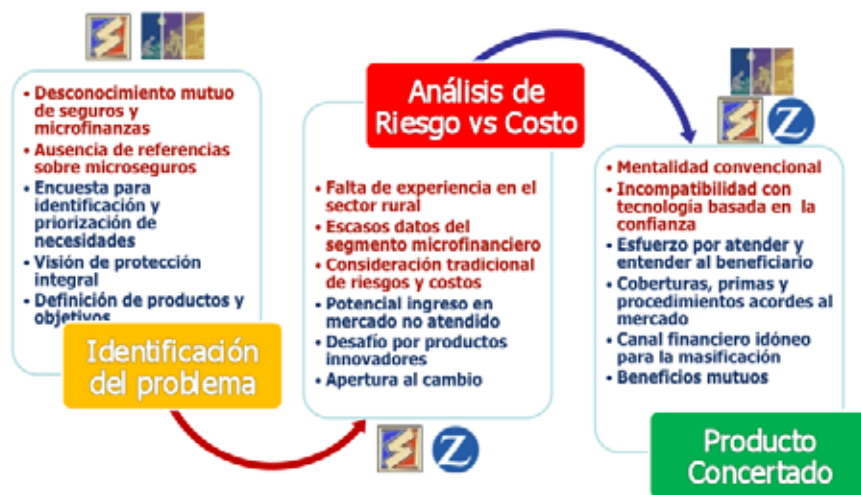 • Desconocimiento mutuo
de seguros y
microfinanzas
• Ausencia de referencias
sobre microseguros
• Encuesta para
identificación y
priorización de
necesidades
• Visión de protección
integral
• Definición de productos y
objetivos
Identificación
del problema
Análisis de
Riesgo vs Costo
• Falta de experiencia en el
sector rural
• Escasos datos del
segmento microfinanciero
• Consideración tradicional
de riesgos y costos
• Potencial ingreso en
mercado no atendido
• Desafío por productos
innovadores
• Apertura al cambio
Z
Z
• Mentalidad convencional
• Incompatibilidad con
tecnología basada en la
confianza
• Esfuerzo por atender y
entender al beneficiario
• Coberturas, primas y
procedimientos acordes al
mercado
• Canal financiero idóneo
para la masificación
• Beneficios mutuos
Producto
Concertado